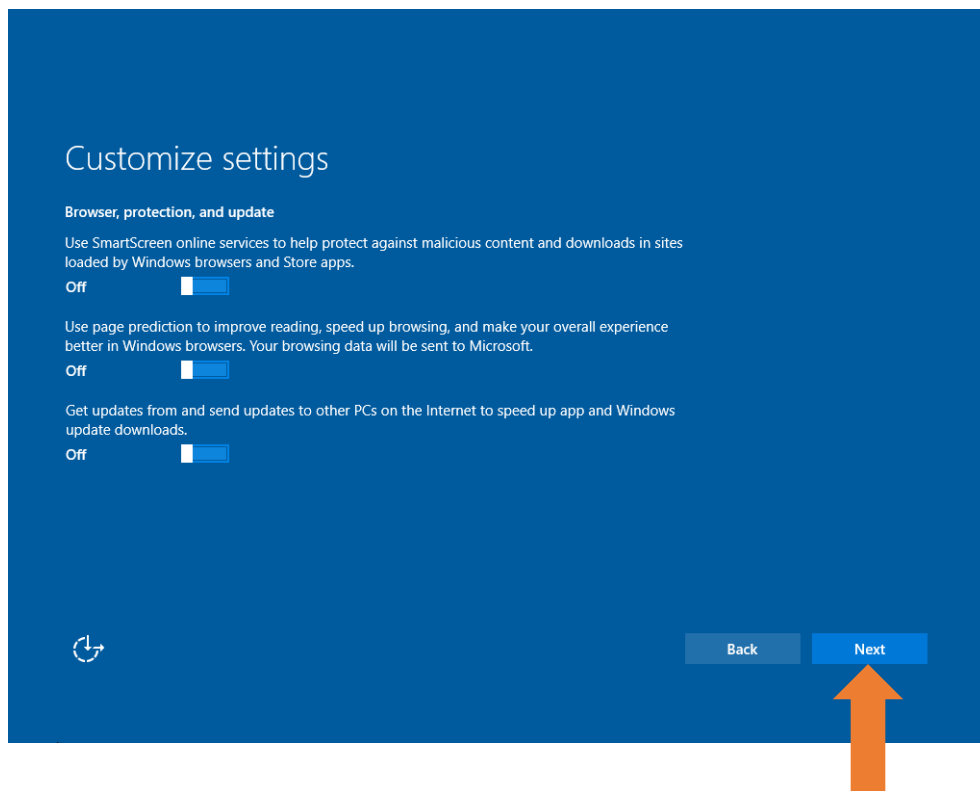 Customize settings
Browser, protection, and update
Use SmartScreen online services to help protect against malicious content and downloads in sites
loaded by Windows browsers and Store apps.
Off
Use page prediction to improve reading, speed up browsing, and make your overall experience
better in Windows browsers. Your browsing data will be sent to Microsoft.
Off
Get updates from and send updates to other PCs on the Internet to speed up app and Windows
update downloads.
Off
Back Next